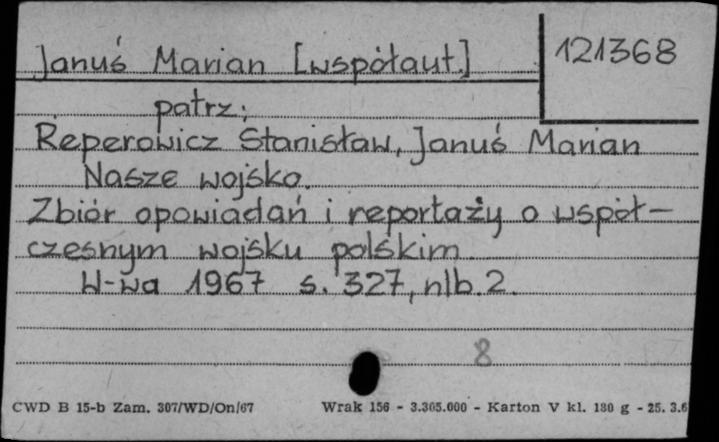 Januś Marian [współaut.]
121368
patrz:
Reperowicz Stanisław, Januś Marian
Nasze wojsko.
Zbiór opowiadań i reportaży o współ-
czesnym wojsku polskim.
W-wa 1967 s. 327, nlb. 2.
8
CWD B 15-b Zam. 307/WD/On/67 Wrak 156 - 3.305.000 - Karton V kl. 180 g - 25. 3.6